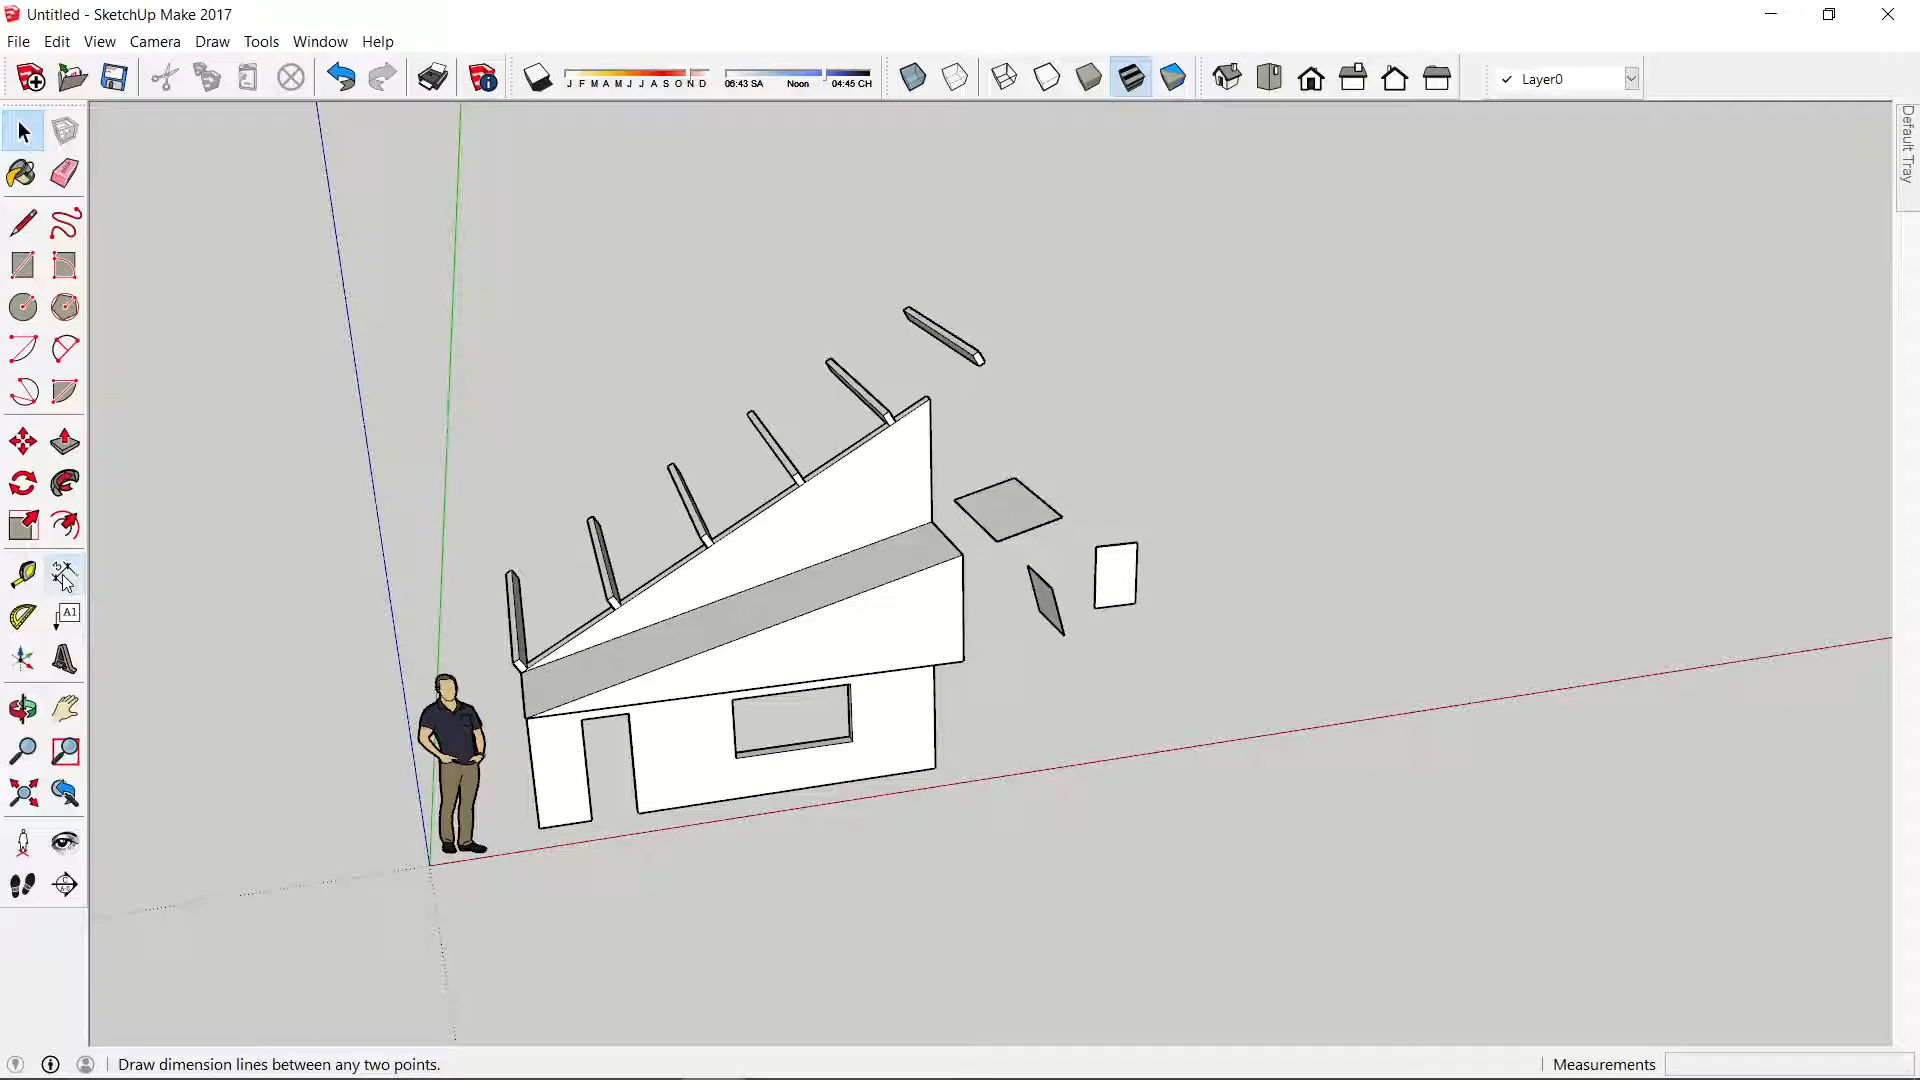 Untitled - SketchUp Make 2017
File Edit View Camera Draw Tools Window Help
J F M A M J J A S O N D
06:43 SA Noon 04:45 CH
Layer0
Default Tray
A1
Draw dimension lines between any two points.
Measurements